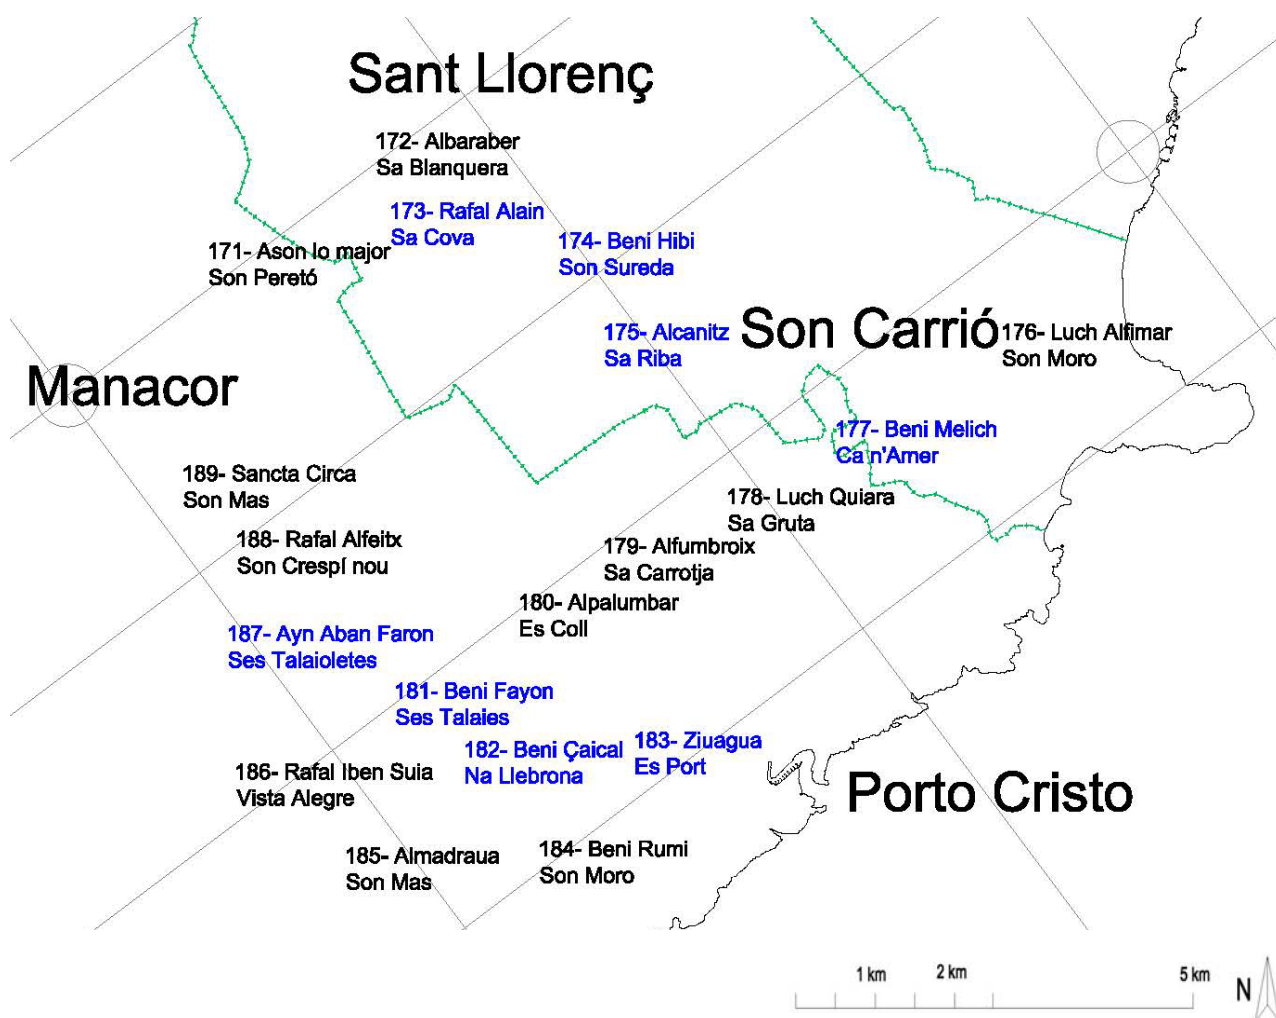 Sant Llorenç
172- Albaraber
Sa Blanquera
173- Rafal Alain
Sa Cova
174- Beni Hibi
Son Sureda
171- Ason lo major
Son Peretó
175- Alcanitz
Sa Riba
Son Carrió
176- Luch Alfimar
Son Moro
Manacor
177- Beni Melich
Ca n'Amer
189- Sancta Circa
Son Mas
178- Luch Quiara
Sa Gruta
188- Rafal Alfeitx
Son Crespí nou
179- Alfumbroix
Sa Carrotja
180- Alpalumbar
Es Coll
187- Ayn Aban Faron
Ses Talaioletes
181- Beni Fayon
Ses Talaies
182- Beni Çaical
Na Llebrona
183- Ziuagua
Es Port
186- Rafal Iben Suia
Vista Alegre
Porto Cristo
185- Almadraua
Son Mas
184- Beni Rumi
Son Moro
1 km 2 km 5 km
N